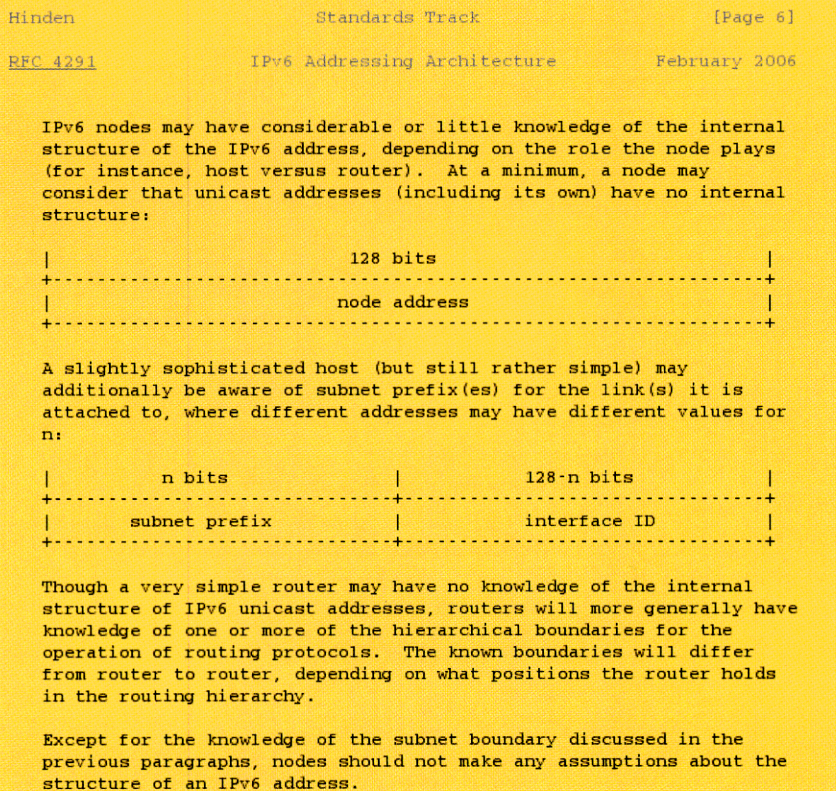 Hinden Standards Track [Page 6]
RFC 4291 IPv6 Addressing Architecture February 2006
IPv6 nodes may have considerable or little knowledge of the internal
structure of the IPv6 address, depending on the role the node plays
(for instance, host versus router). At a minimum, a node may
consider that unicast addresses (including its own) have no internal
structure:
| 128 bits |
+-----------------------------------------------------------------+
| node address |
+-----------------------------------------------------------------+
A slightly sophisticated host (but still rather simple) may
additionally be aware of subnet prefix(es) for the link(s) it is
attached to, where different addresses may have different values for
n:
| n bits | 128-n bits |
+-------------------------------+---------------------------------+
| subnet prefix | interface ID |
+-------------------------------+---------------------------------+
Though a very simple router may have no knowledge of the internal
structure of IPv6 unicast addresses, routers will more generally have
knowledge of one or more of the hierarchical boundaries for the
operation of routing protocols. The known boundaries will differ
from router to router, depending on what positions the router holds
in the routing hierarchy.
Except for the knowledge of the subnet boundary discussed in the
previous paragraphs, nodes should not make any assumptions about the
structure of an IPv6 address.